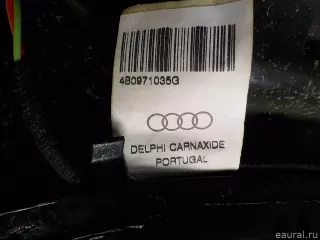 4B0971035G
DELPHI CARNAXIDE
PORTUGAL
eaural.ru